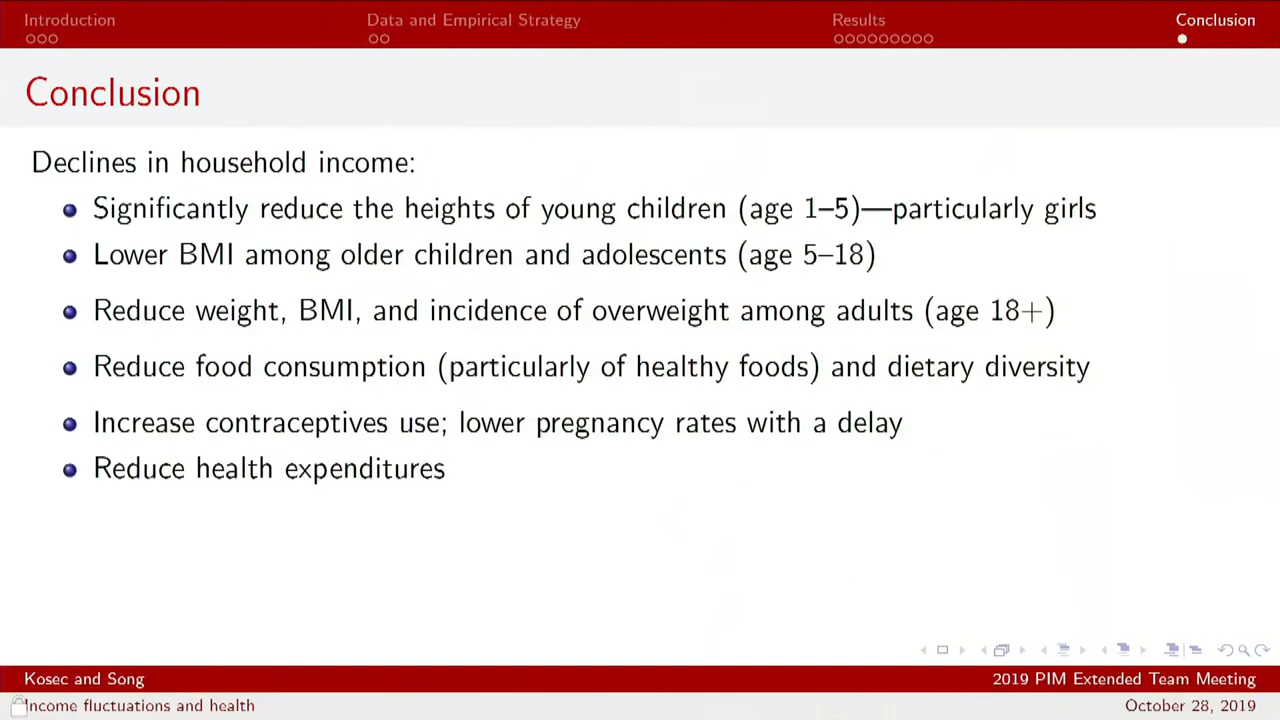 Introduction
Data and Empirical Strategy
Results
Conclusion
Conclusion
Declines in household income:
Significantly reduce the heights of young children (age 1–5)—particularly girls
Lower BMI among older children and adolescents (age 5–18)
Reduce weight, BMI, and incidence of overweight among adults (age 18+)
Reduce food consumption (particularly of healthy foods) and dietary diversity
Increase contraceptives use; lower pregnancy rates with a delay
Reduce health expenditures
Kosec and Song
2019 PIM Extended Team Meeting
Income fluctuations and health
October 28, 2019